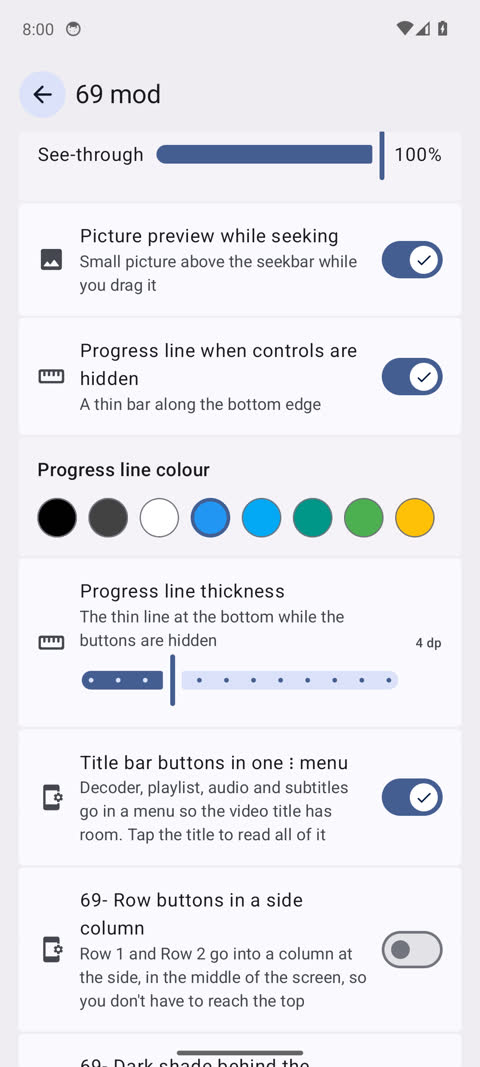 8:00
69 mod
See-through 100%
Picture preview while seeking
Small picture above the seekbar while
you drag it
Progress line when controls are
hidden
A thin bar along the bottom edge
Progress line colour
Progress line thickness
The thin line at the bottom while the
buttons are hidden
4 dp
Title bar buttons in one ⋮ menu
Decoder, playlist, audio and subtitles
go in a menu so the video title has
room. Tap the title to read all of it
69- Row buttons in a side
column
Row 1 and Row 2 go into a column at
the side, in the middle of the screen, so
you don't have to reach the top
69- Dark shade behind the